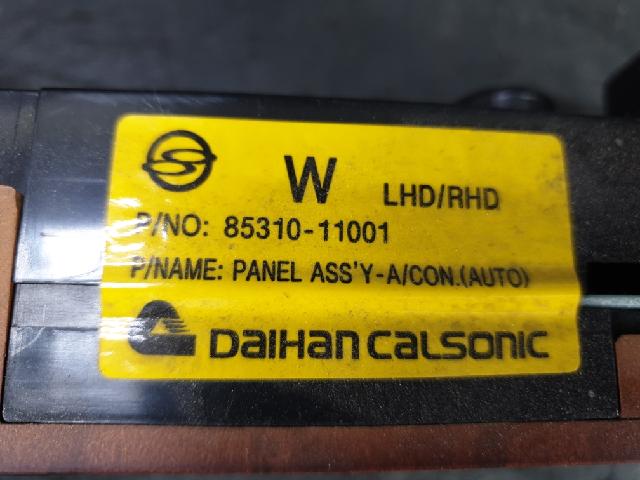 W LHD/RHD
P/NO: 85310-11001
P/NAME: PANEL ASS'Y-A/CON.(AUTO)
DAIHAN CALSONIC